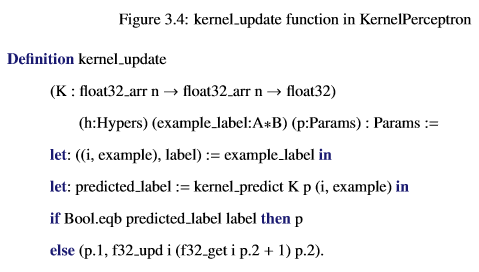 Figure 3.4: kernel_update function in KernelPerceptron
Definition kernel_update
(K : float32_arr n → float32_arr n → float32)
(h:Hypers) (example_label:A*B) (p:Params) : Params :=
let: ((i, example), label) := example_label in
let: predicted_label := kernel_predict K p (i, example) in
if Bool.eqb predicted_label label then p
else (p.1, f32_upd i (f32_get i p.2 + 1) p.2).